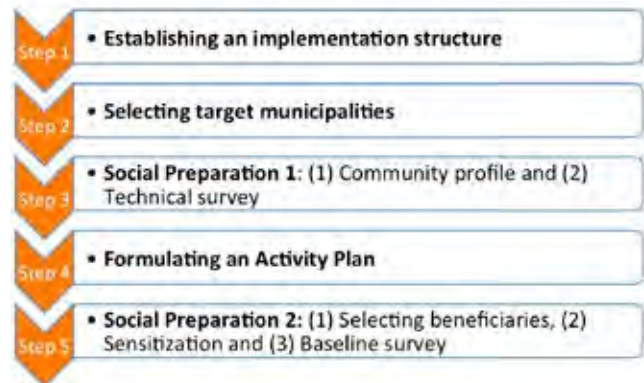 Step 1
• Establishing an implementation structure
Step 2
• Selecting target municipalities
Step 3
• Social Preparation 1: (1) Community profile and (2)
Technical survey
Step 4
• Formulating an Activity Plan
Step 5
• Social Preparation 2: (1) Selecting beneficiaries, (2)
Sensitization and (3) Baseline survey